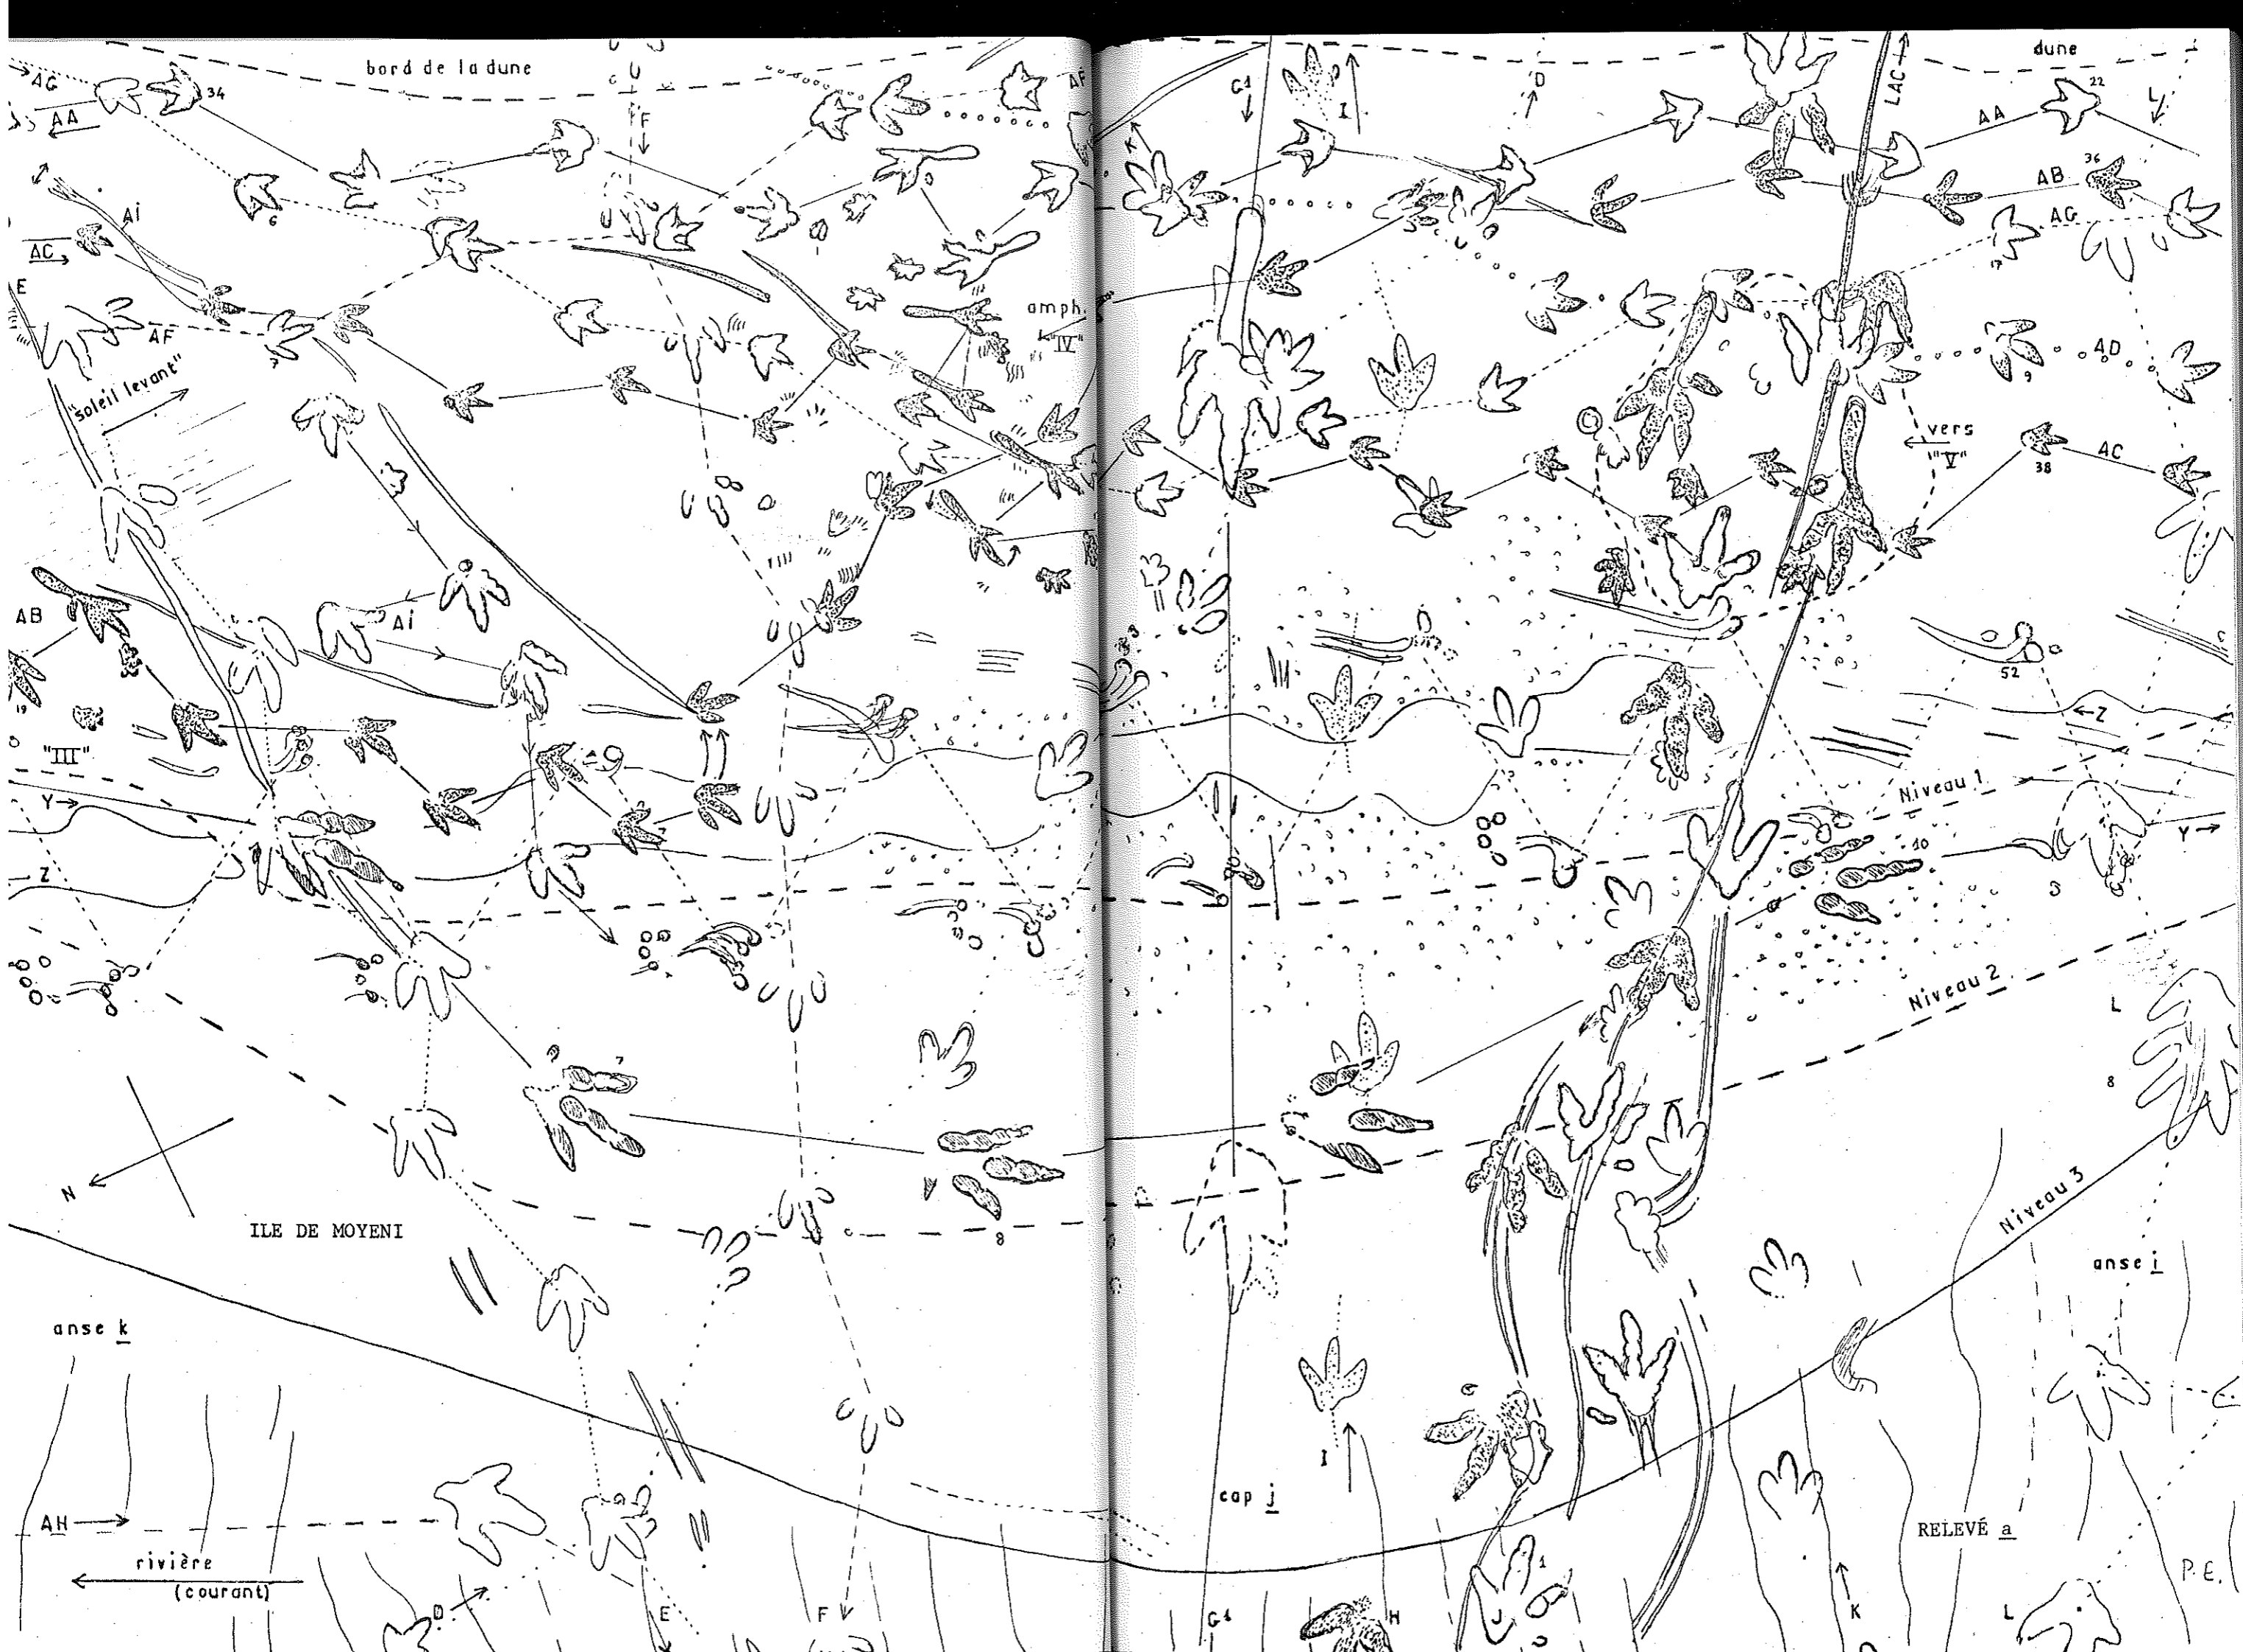 bord de la dune
dune
AG
34
AA
F
AF
G1
I
D
LAC
22
L
AA
K
AB
36
6
Ai
AC
AG
17
E
AF
7
amph.
"IV"
AD
9
"soleil levant"
vers
"V"
38
AC
AB
Ai
3
19
52
Z
"III"
Y
Niveau 1
Y
Z
10
Niveau 2
L
8
7
N
ILE DE MOYENI
8
Niveau 3
anse i
anse k
I
cap j
AH
RELEVÉ a
rivière
(courant)
P.E.
1
D
E
F
G1
H
J
K
L